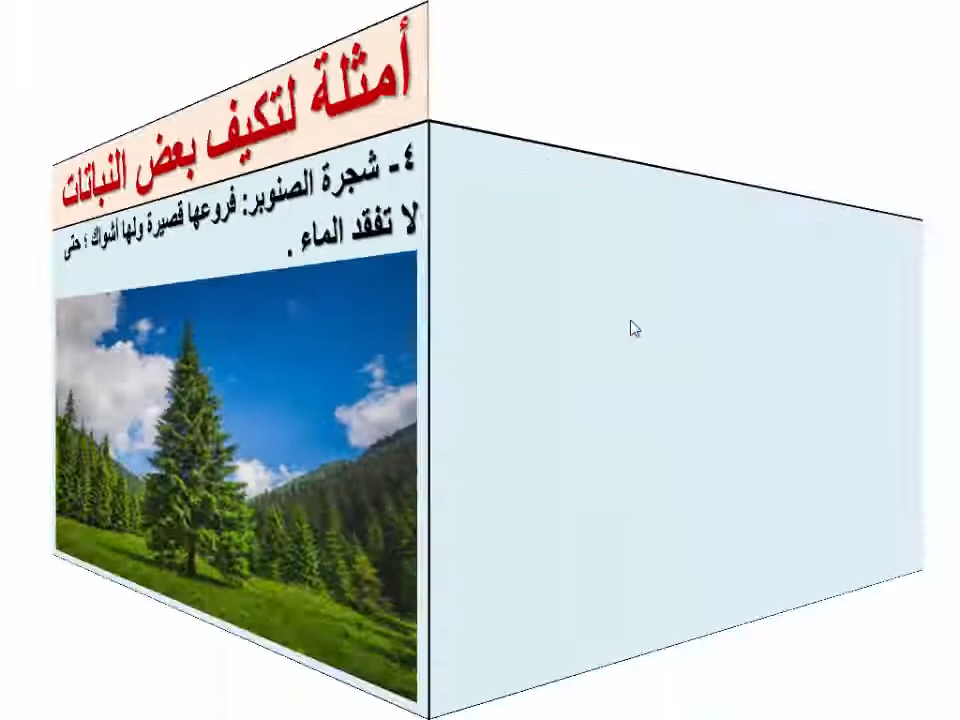 أمثلة لتكيف بعض النباتات
٤ - شجرة الصنوبر: فروعها قصيرة ولها أشواك ؛ حتى
لا تفقد الماء .